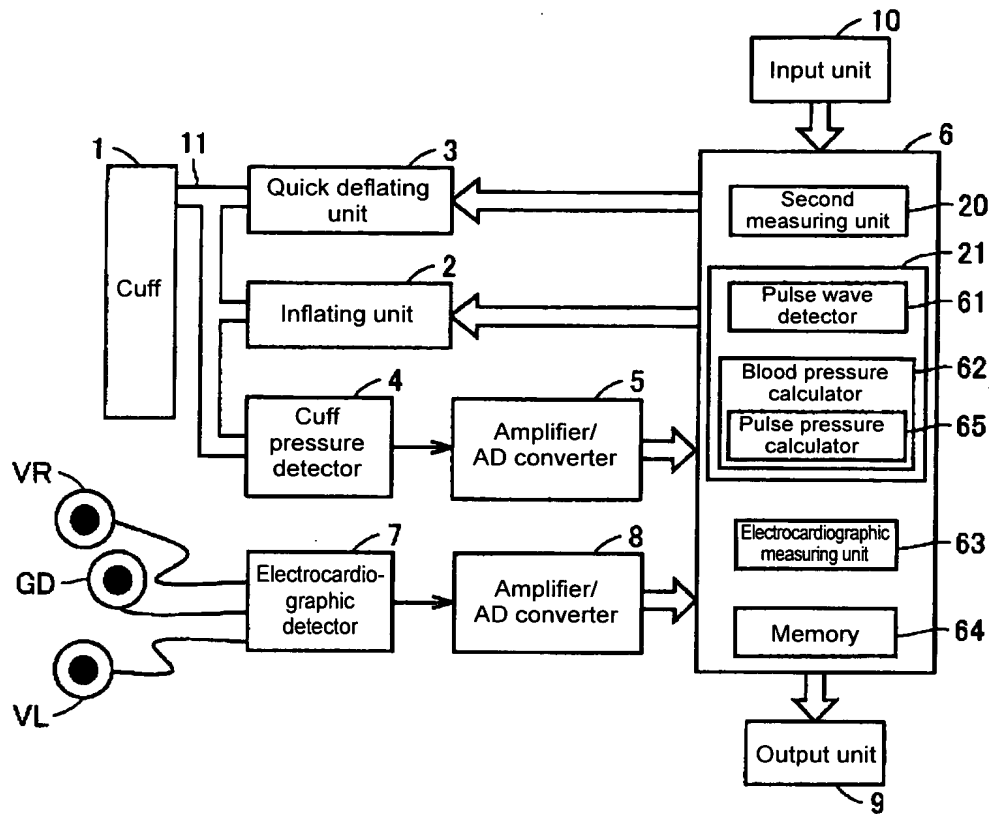 10
Input unit
6
1
11
3
Quick deflating
unit
Second
measuring unit
20
21
Cuff
2
Inflating unit
Pulse wave
detector
61
Blood pressure
calculator
62
Pulse pressure
calculator
65
4
Cuff
pressure
detector
5
Amplifier/
AD converter
VR
GD
VL
7
Electrocardio-
graphic
detector
8
Amplifier/
AD converter
Electrocardiographic
measuring unit
63
Memory
64
Output unit
9